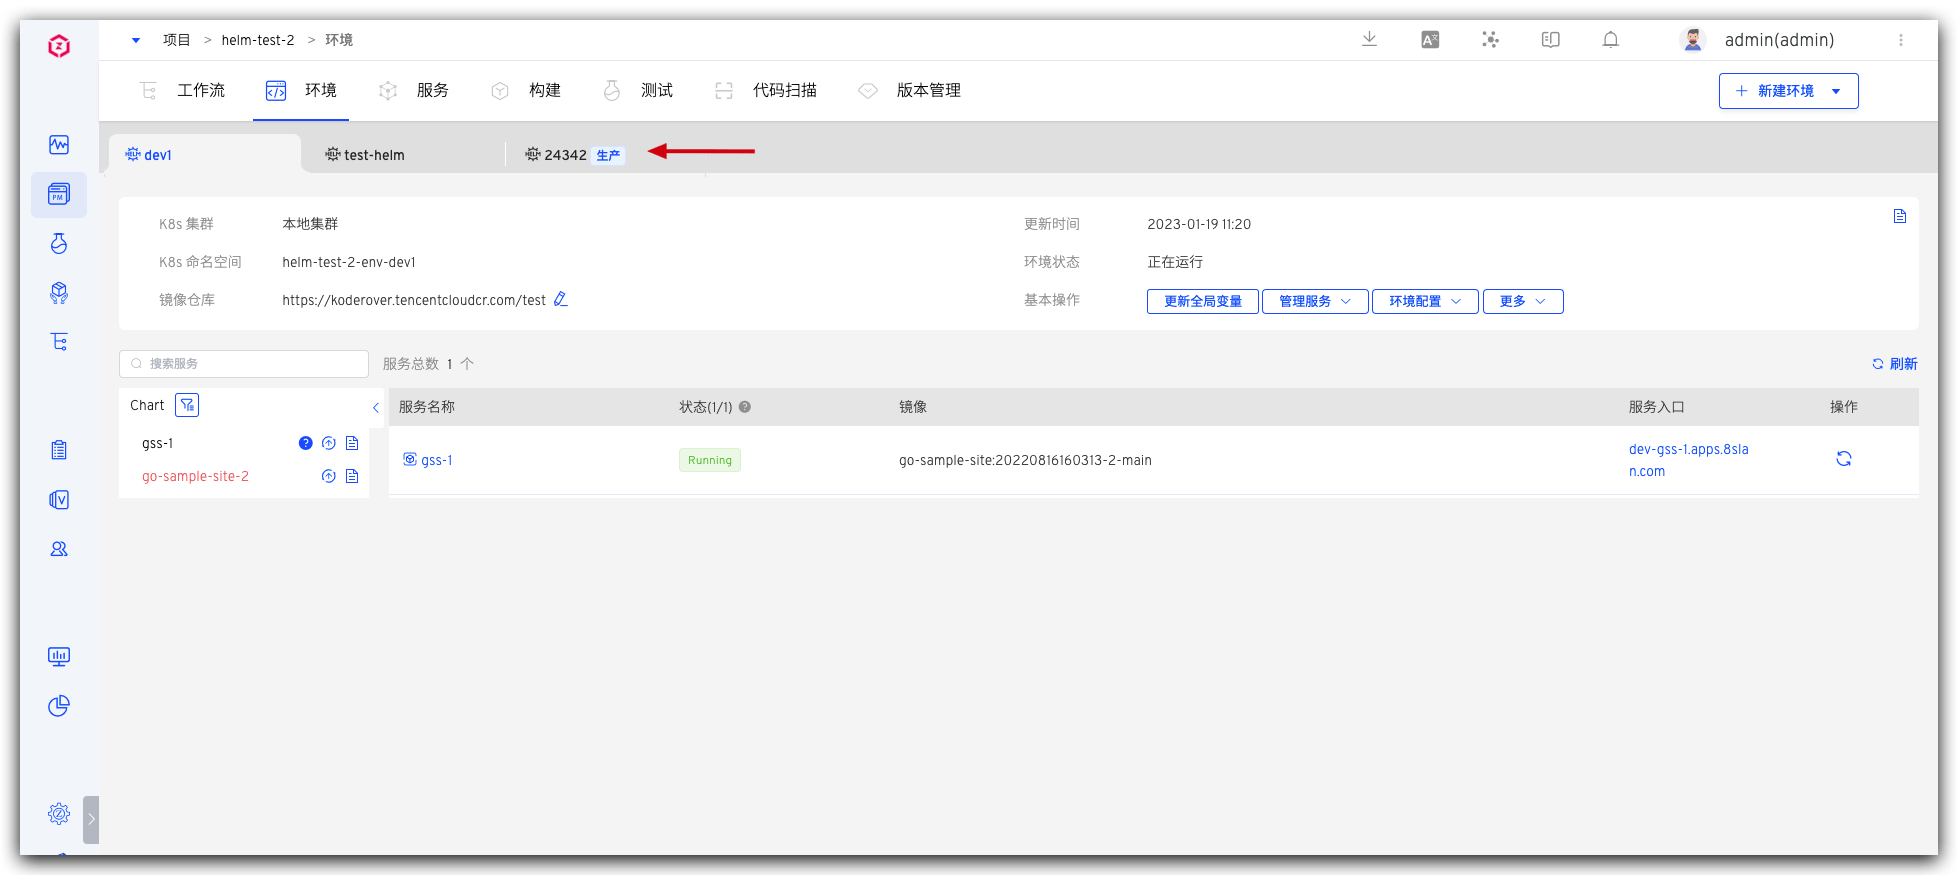 项目 > helm-test-2 > 环境
admin(admin)
工作流 环境 服务 构建 测试 代码扫描 版本管理
+ 新建环境
dev1 test-helm 24342 生产
K8s 集群 本地集群 更新时间 2023-01-19 11:20
K8s 命名空间 helm-test-2-env-dev1 环境状态 正在运行
镜像仓库 https://koderover.tencentcloudcr.com/test 基本操作 更新全局变量 管理服务 环境配置 更多
搜索服务 服务总数 1 个 刷新
Chart 服务名称 状态(1/1) 镜像 服务入口 操作
gss-1
go-sample-site-2
gss-1 Running go-sample-site:20220816160313-2-main dev-gss-1.apps.8sla
n.com